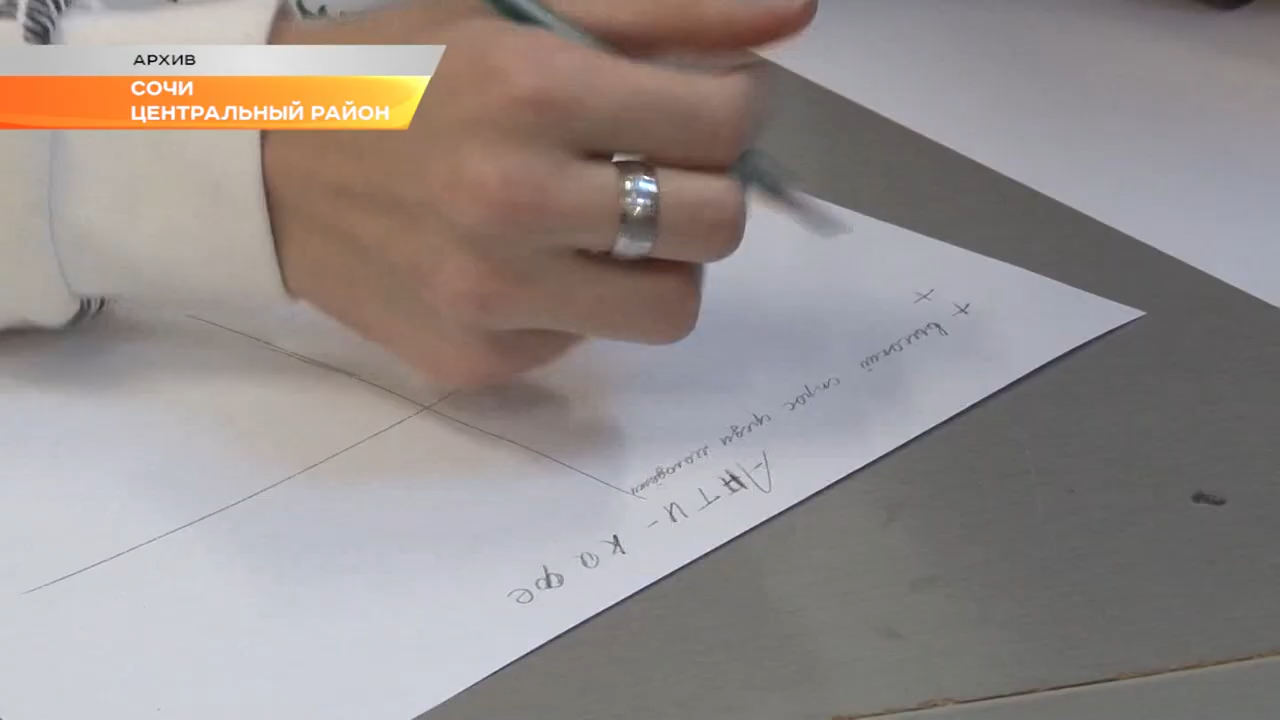 АРХИВ
СОЧИ
ЦЕНТРАЛЬНЫЙ РАЙОН
АНТИ-кафе
+ высокий спрос среди молодёжи
+